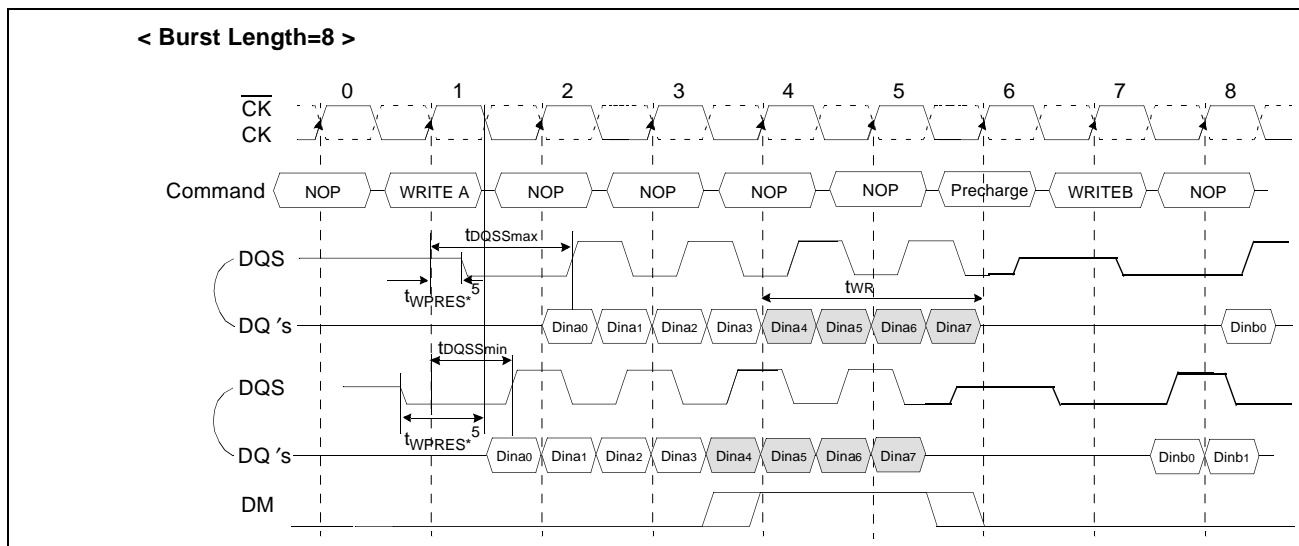 < Burst Length=8 >
0 1 2 3 4 5 6 7 8
CK
CK
Command NOP WRITE A NOP NOP NOP NOP Precharge WRITEB NOP
tDQSSmax
DQS
tWPRES*5
tWR
DQ 's Dina0 Dina1 Dina2 Dina3 Dina4 Dina5 Dina6 Dina7 Dinb0
tDQSSmin
DQS
tWPRES*5
DQ 's Dina0 Dina1 Dina2 Dina3 Dina4 Dina5 Dina6 Dina7 Dinb0 Dinb1
DM